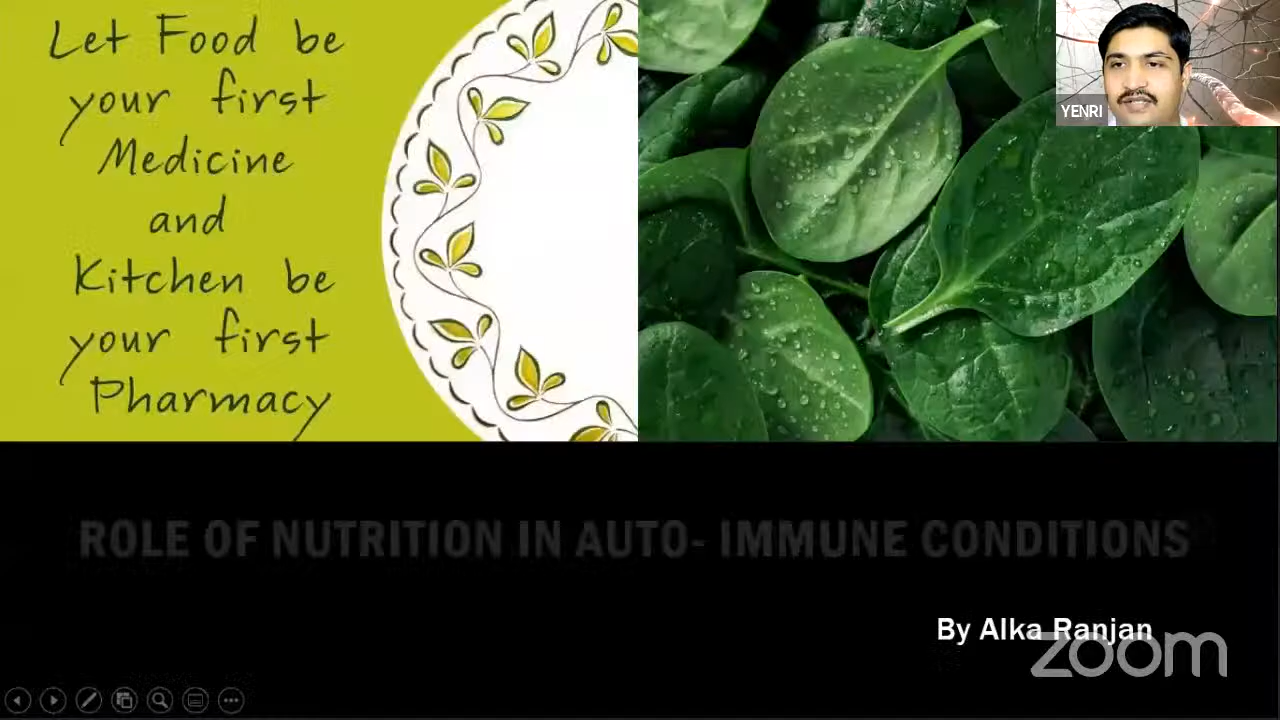 Let Food be
your first
Medicine
and
Kitchen be
your first
Pharmacy
YENRI
ROLE OF NUTRITION IN AUTO- IMMUNE CONDITIONS
By Alka Ranjan
zoom